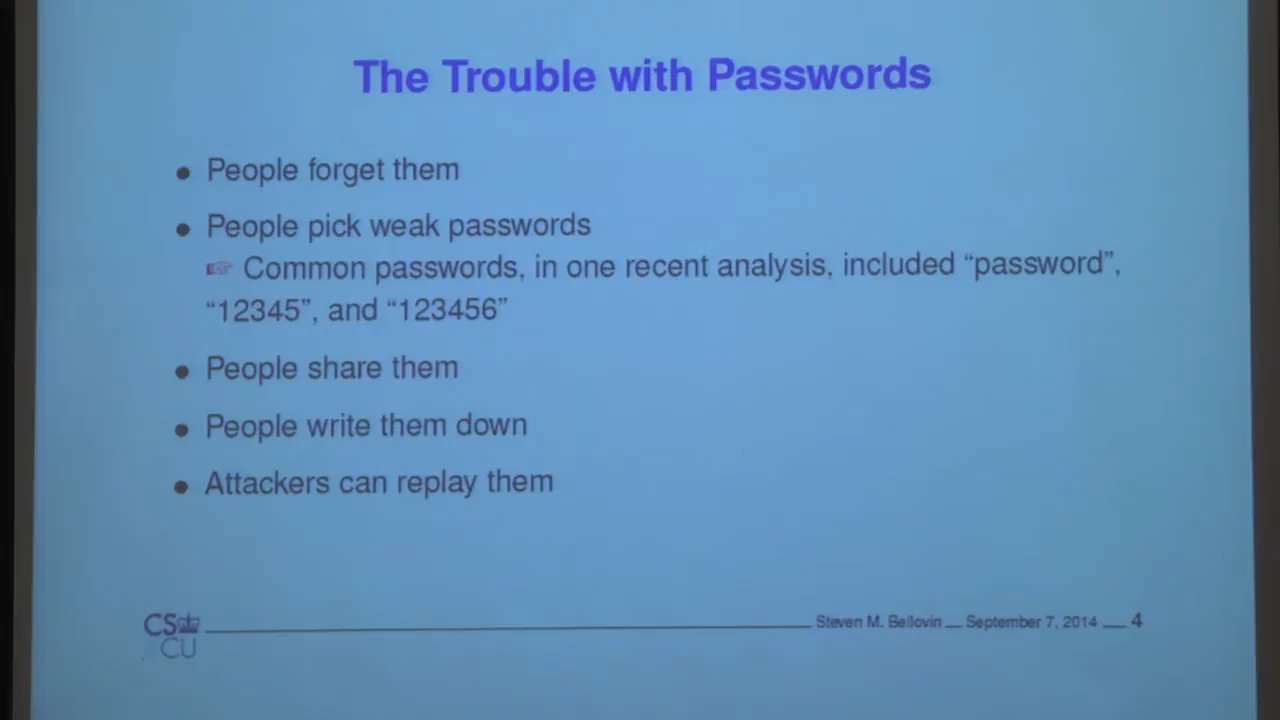 The Trouble with Passwords
• People forget them
• People pick weak passwords
☞ Common passwords, in one recent analysis, included “password”,
“12345”, and “123456”
• People share them
• People write them down
• Attackers can replay them
Steven M. Bellovin __ September 7, 2014 __ 4
CS
CU